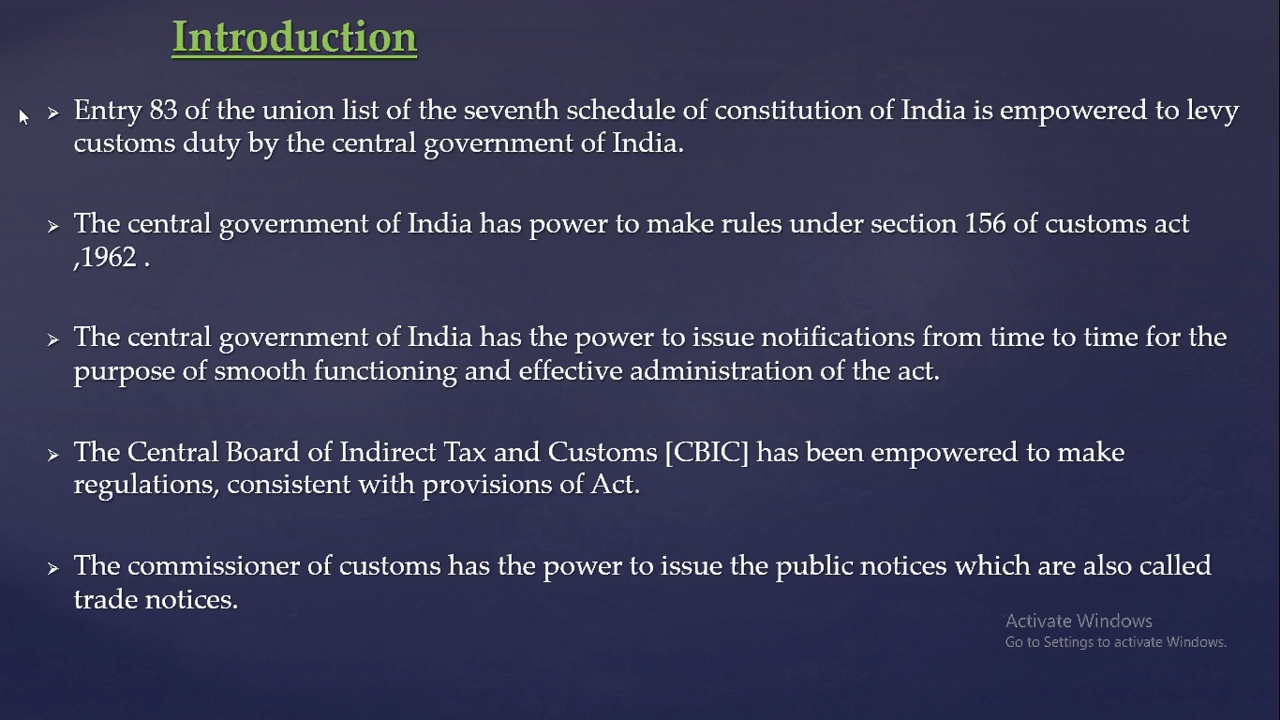 Introduction
➢ Entry 83 of the union list of the seventh schedule of constitution of India is empowered to levy
customs duty by the central government of India.
➢ The central government of India has power to make rules under section 156 of customs act
,1962 .
➢ The central government of India has the power to issue notifications from time to time for the
purpose of smooth functioning and effective administration of the act.
➢ The Central Board of Indirect Tax and Customs [CBIC] has been empowered to make
regulations, consistent with provisions of Act.
➢ The commissioner of customs has the power to issue the public notices which are also called
trade notices.
Activate Windows
Go to Settings to activate Windows.